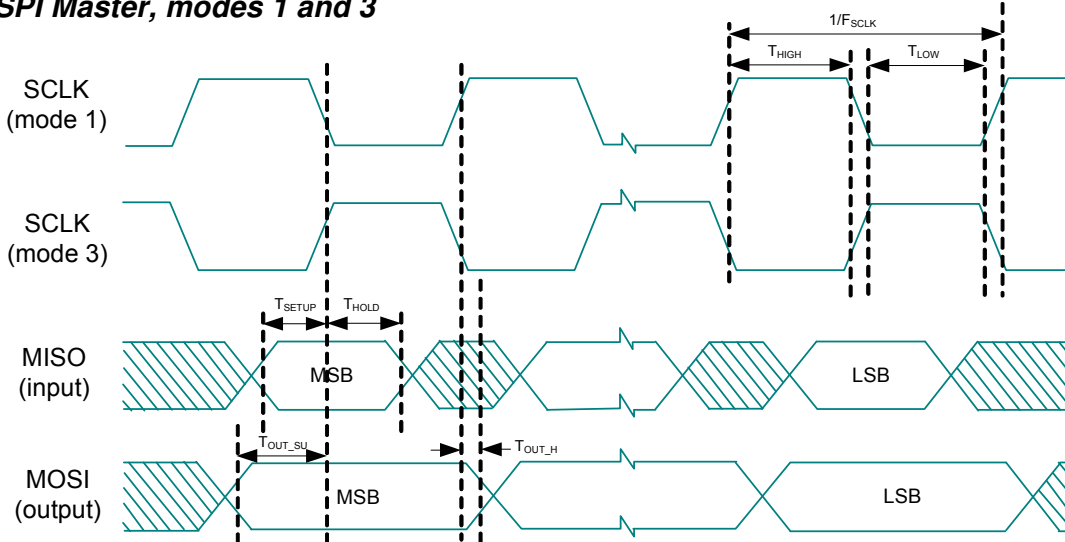 SPI Master, modes 1 and 3
1/FSCLK
THIGH
TLOW
SCLK
(mode 1)
SCLK
(mode 3)
TSETUP
THOLD
MISO
(input)
MSB
LSB
TOUT_SU
TOUT_H
MOSI
(output)
MSB
LSB